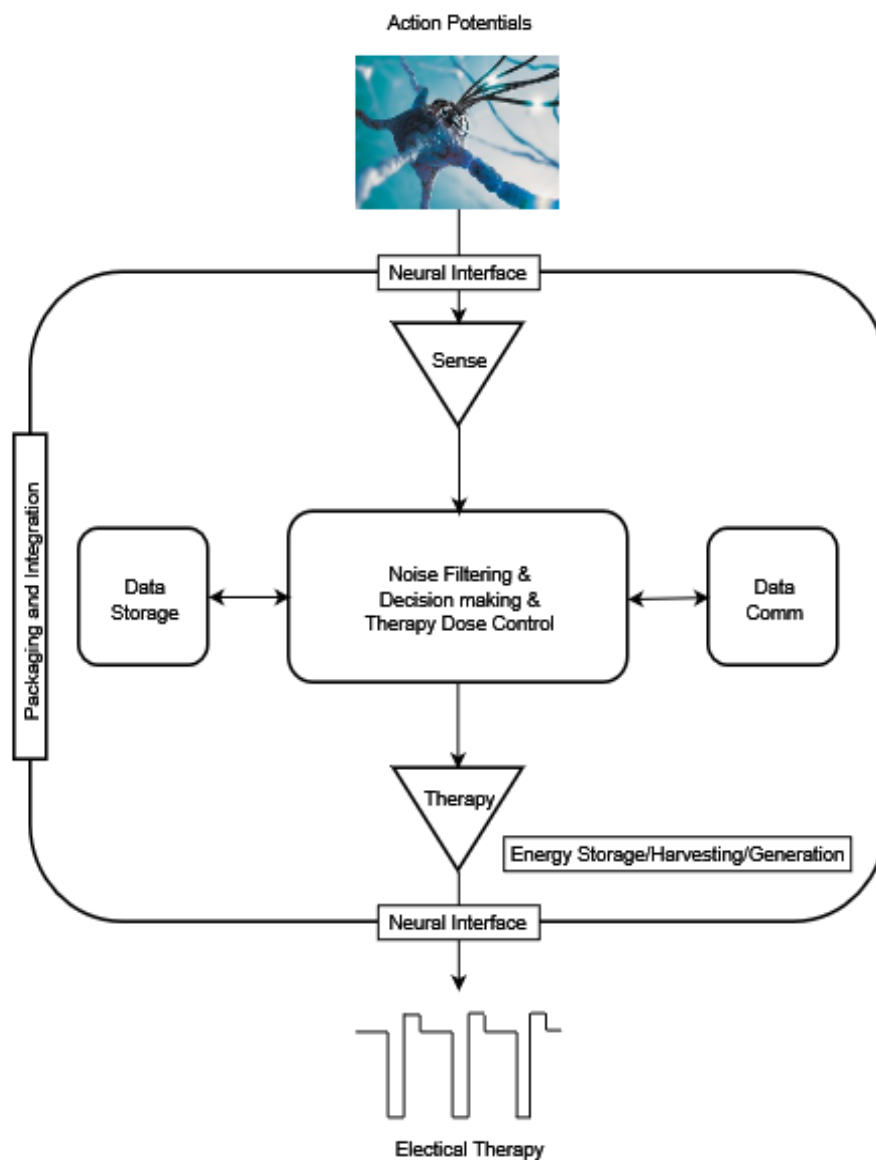 Action Potentials
Neural Interface
Sense
Packaging and Integration
Data
Storage
Noise Filtering &
Decision making &
Therapy Dose Control
Data
Comm
Therapy
Energy Storage/Harvesting/Generation
Neural Interface
Electical Therapy